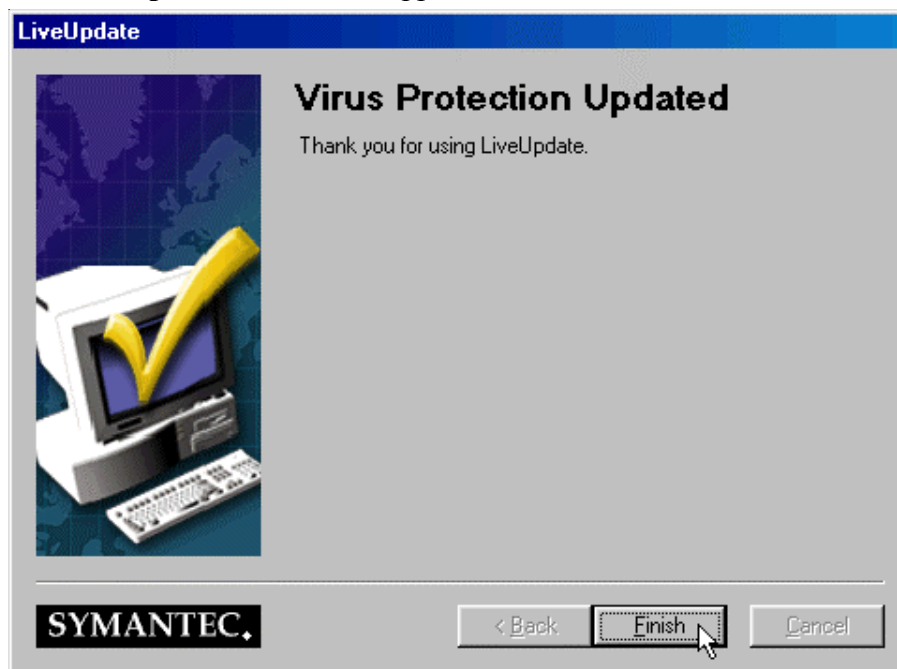 LiveUpdate
Virus Protection Updated
Thank you for using LiveUpdate.
SYMANTEC.
< Back Finish Cancel